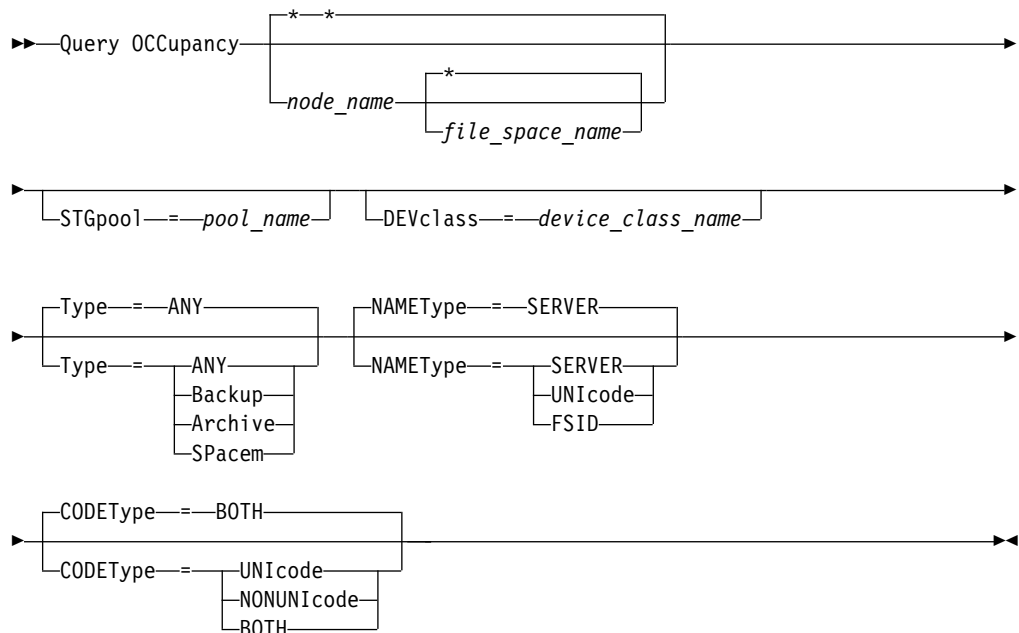 * *
Query OCCupancy
*
node_name
file_space_name
STGpool = pool_name DEVclass = device_class_name
Type = ANY NAMEType = SERVER
Type = ANY NAMEType = SERVER
Backup UNIcode
Archive FSID
SPacem
CODEType = BOTH
CODEType = UNIcode
NONUNIcode
BOTH